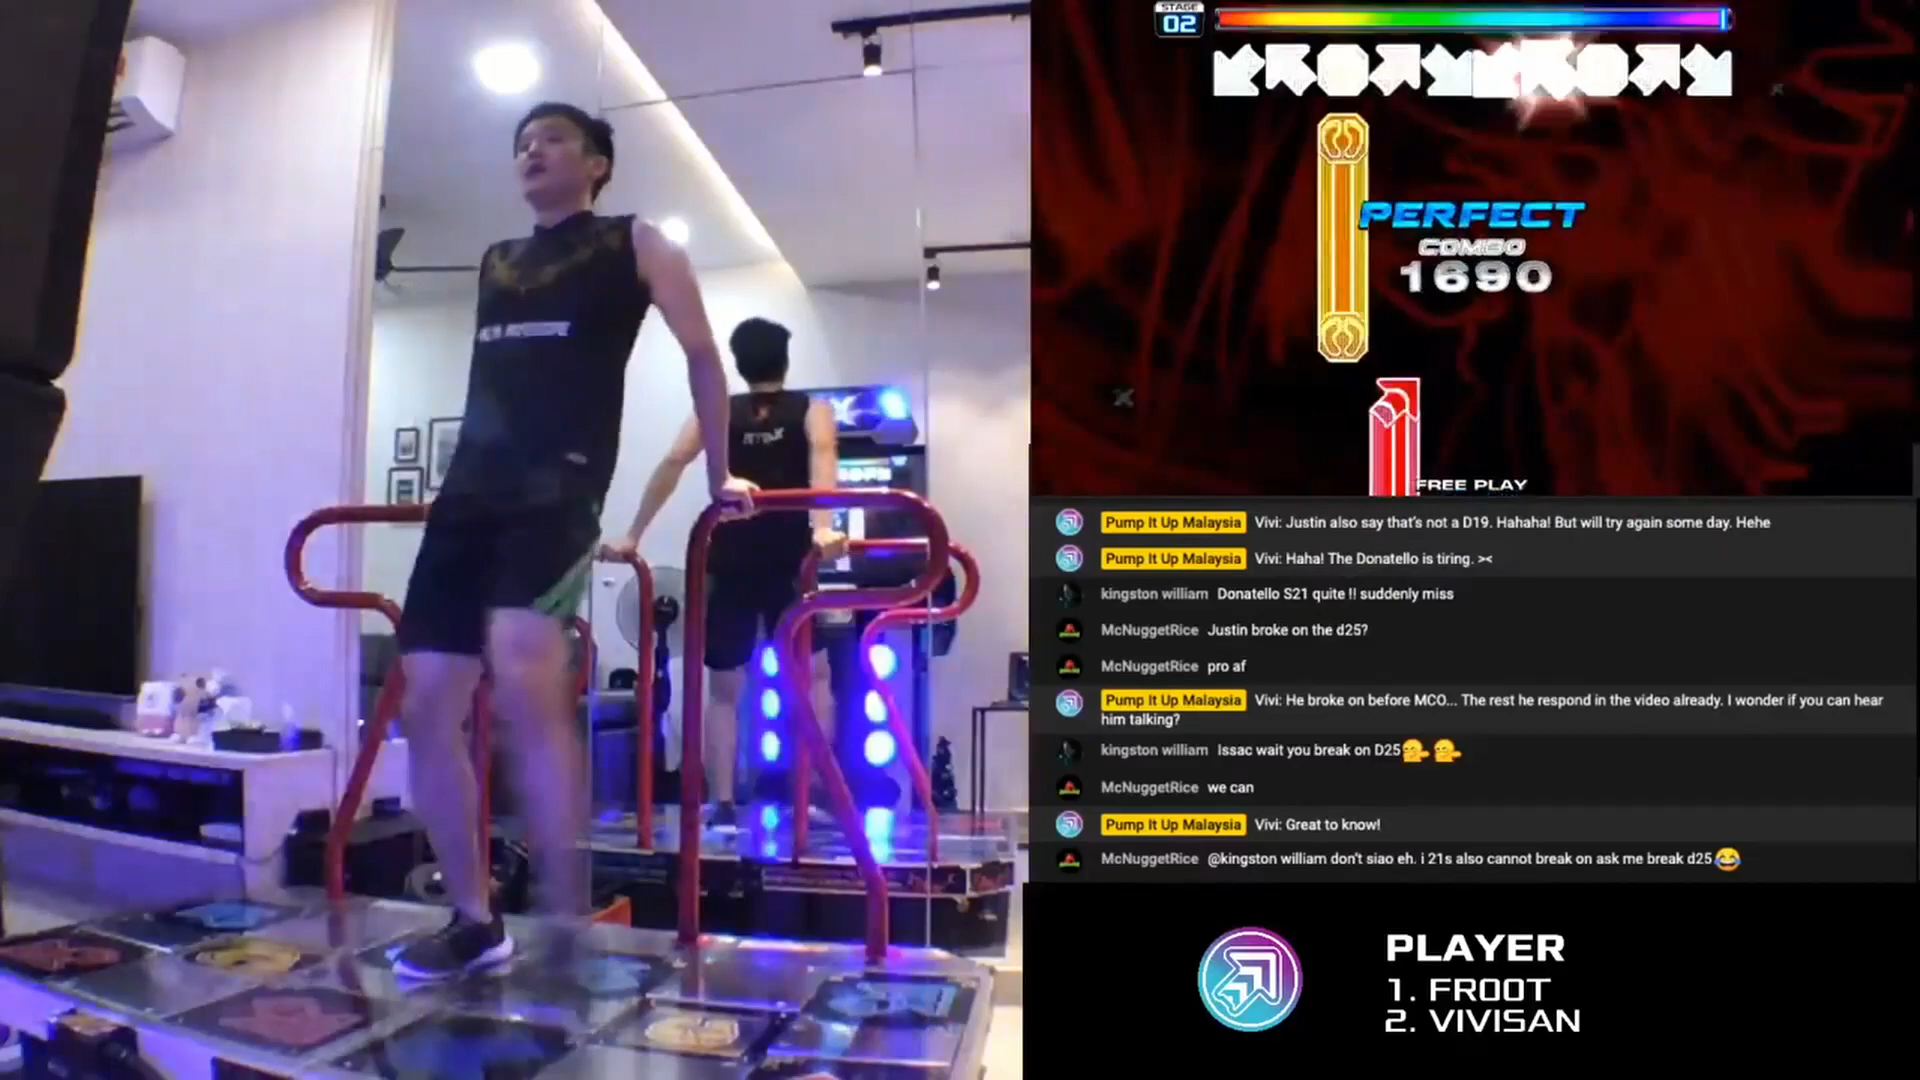 STAGE
02
PERFECT
COMBO
1690
FREE PLAY
Pump It Up Malaysia Vivi: Justin also say that's not a D19. Hahaha! But will try again some day. Hehe
Pump It Up Malaysia Vivi: Haha! The Donatello is tiring. ><
kingston william Donatello S21 quite !! suddenly miss
McNuggetRice Justin broke on the d25?
McNuggetRice pro af
Pump It Up Malaysia Vivi: He broke on before MCO... The rest he respond in the video already. I wonder if you can hear
him talking?
kingston william Issac wait you break on D25🤭🤭
McNuggetRice we can
Pump It Up Malaysia Vivi: Great to know!
McNuggetRice @kingston william don't siao eh. i 21s also cannot break on ask me break d25😂
PLAYER
1. FR00T
2. VIVISAN